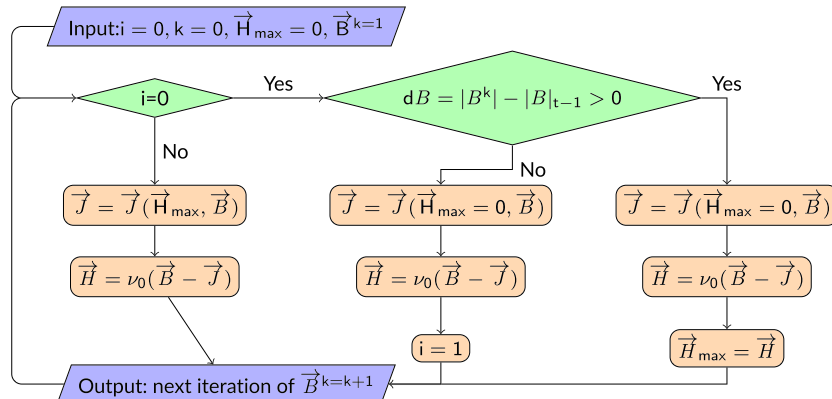 Input:i = 0, k = 0, H⃗max = 0, B⃗k=1
i=0
Yes
dB = |Bk| − |B|t−1 > 0
Yes
No
No
J⃗ = J⃗(H⃗max, B⃗)
J⃗ = J⃗(H⃗max = 0, B⃗)
J⃗ = J⃗(H⃗max = 0, B⃗)
H⃗ = ν0(B⃗ − J⃗)
H⃗ = ν0(B⃗ − J⃗)
H⃗ = ν0(B⃗ − J⃗)
i = 1
H⃗max = H⃗
Output: next iteration of B⃗k=k+1